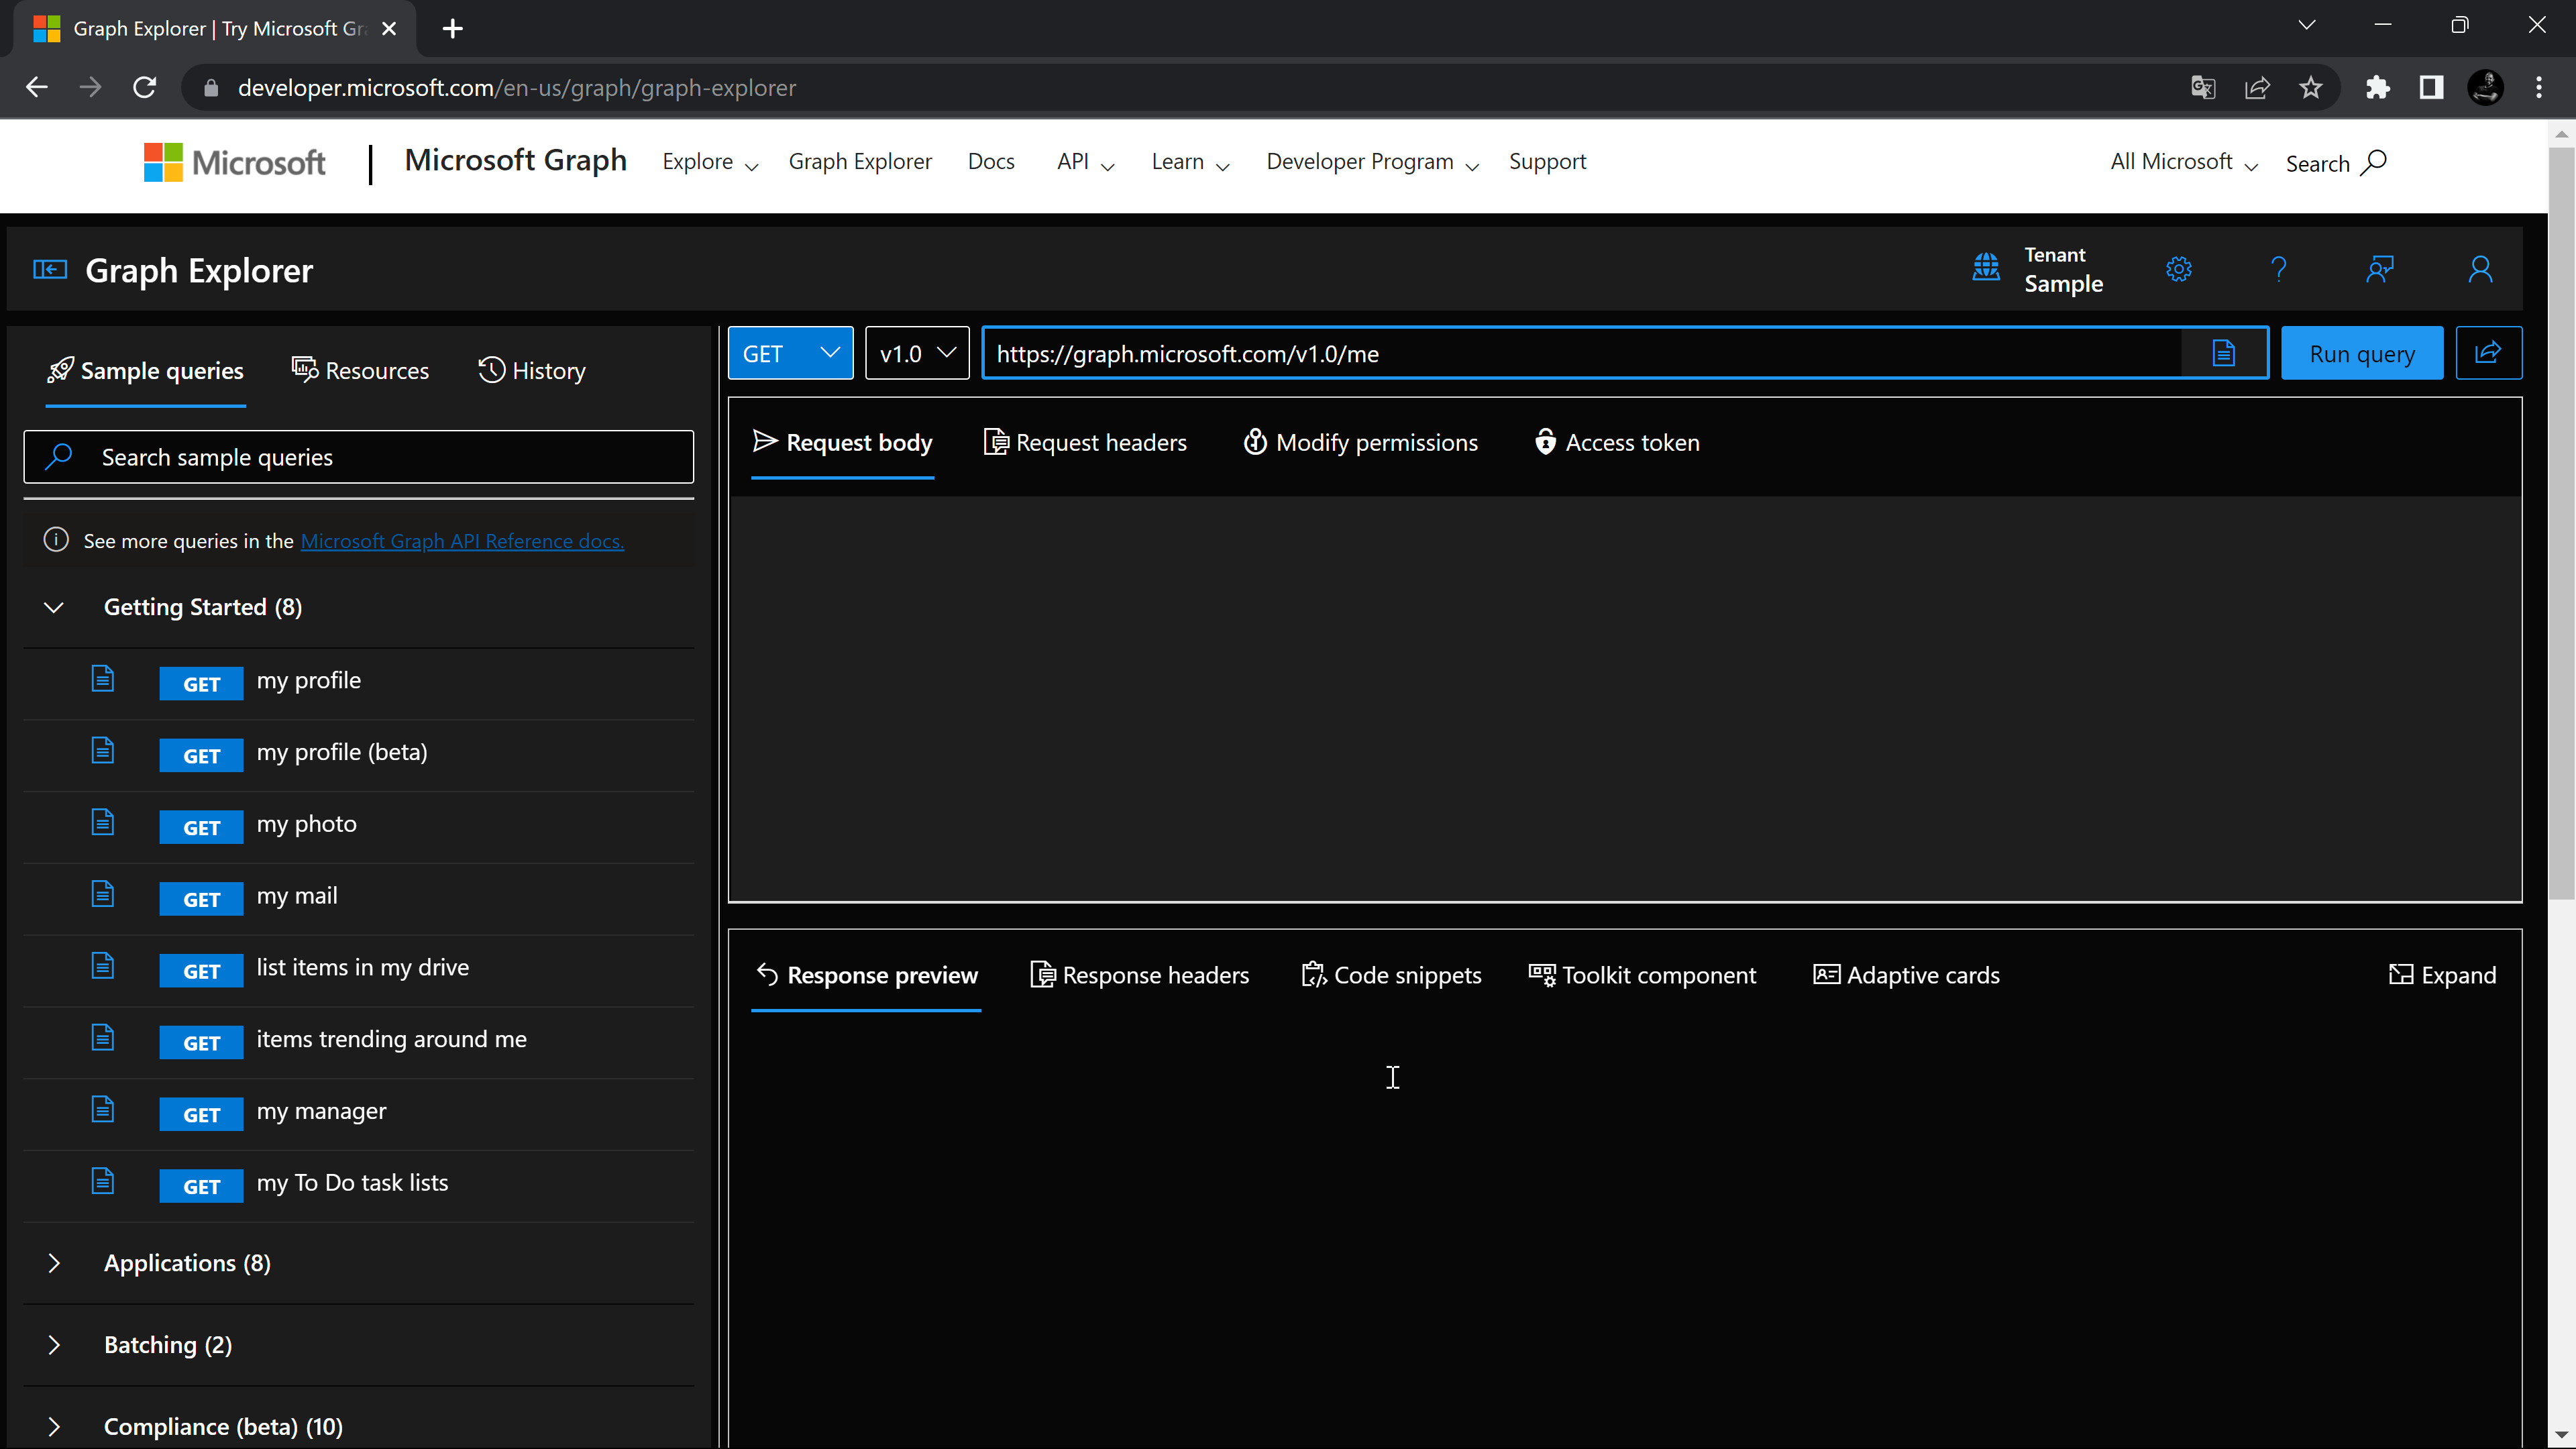 Graph Explorer | Try Microsoft Gr
developer.microsoft.com/en-us/graph/graph-explorer
Microsoft
Microsoft Graph
Explore
Graph Explorer
Docs
API
Learn
Developer Program
Support
All Microsoft
Search
Graph Explorer
Tenant
Sample
Sample queries
Resources
History
GET
v1.0
https://graph.microsoft.com/v1.0/me
Run query
Search sample queries
Request body
Request headers
Modify permissions
Access token
See more queries in the Microsoft Graph API Reference docs.
Getting Started (8)
GET my profile
GET my profile (beta)
GET my photo
GET my mail
GET list items in my drive
GET items trending around me
GET my manager
GET my To Do task lists
Applications (8)
Batching (2)
Compliance (beta) (10)
Response preview
Response headers
Code snippets
Toolkit component
Adaptive cards
Expand